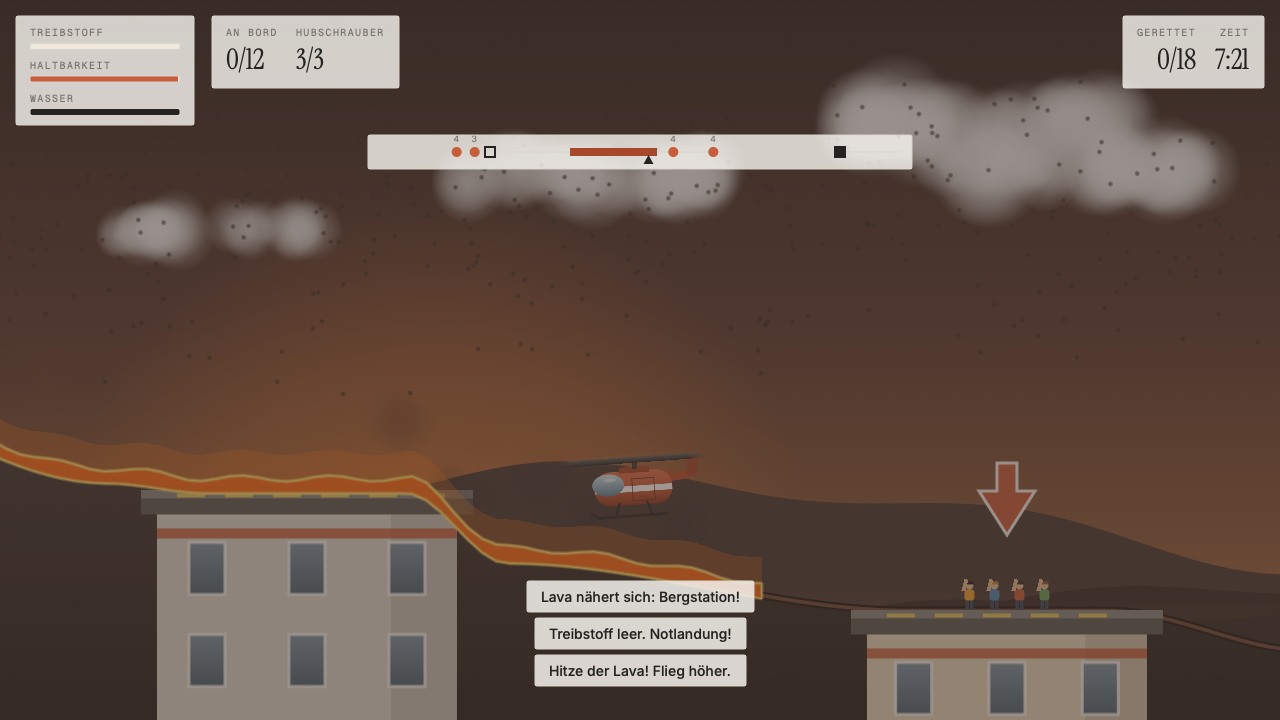 TREIBSTOFF
HALTBARKEIT
WASSER
AN BORD HUBSCHRAUBER
0/12 3/3
GERETTET ZEIT
0/18 7:21
4 3 4 4
Lava nähert sich: Bergstation!
Treibstoff leer. Notlandung!
Hitze der Lava! Flieg höher.